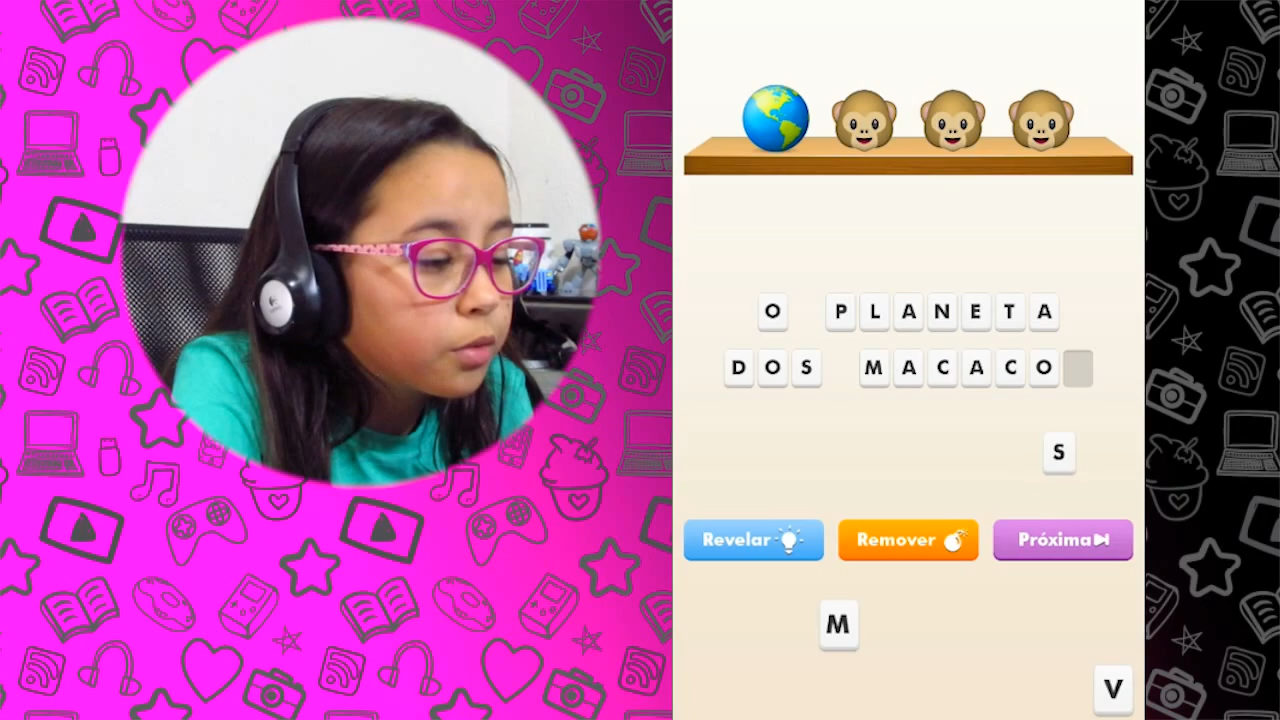 O PLANETA
DOS MACACO
S
Revelar
Remover
Próxima
M
V